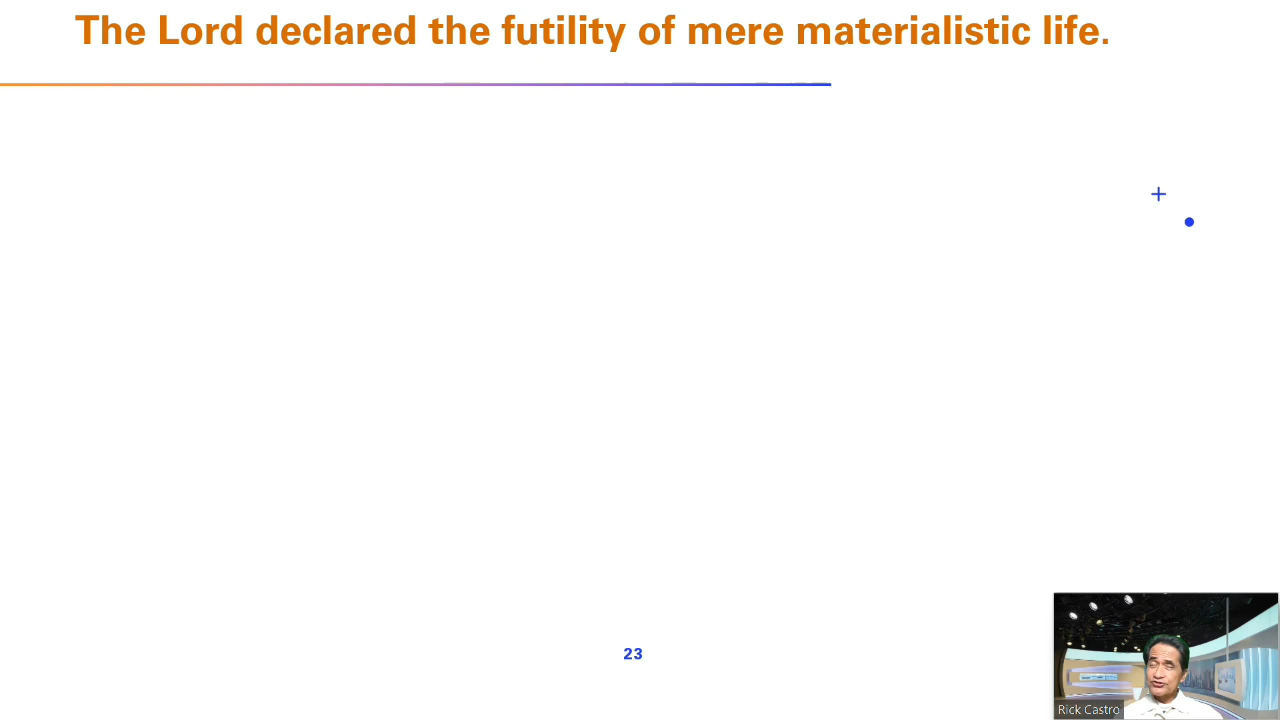 The Lord declared the futility of mere materialistic life.
23
Rick Castro